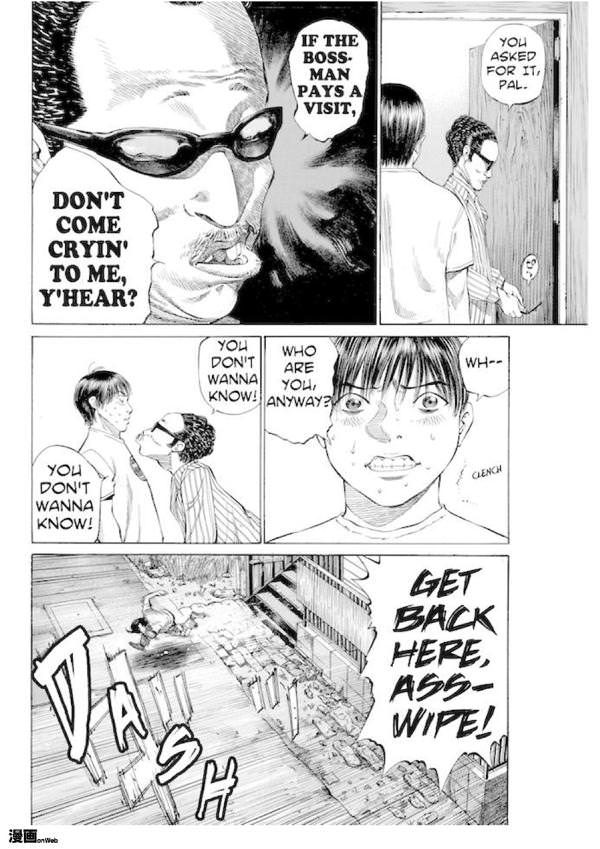 YOU
ASKED
FOR IT,
PAL.
IF THE
BOSS-
MAN
PAYS A
VISIT,
DON'T
COME
CRYIN'
TO ME,
Y'HEAR?
WH--
WHO
ARE
YOU,
ANYWAY?
CLENCH
YOU
DON'T
WANNA
KNOW!
YOU
DON'T
WANNA
KNOW!
GET
BACK
HERE,
ASS-
WIPE!
DASH
漫画onWeb